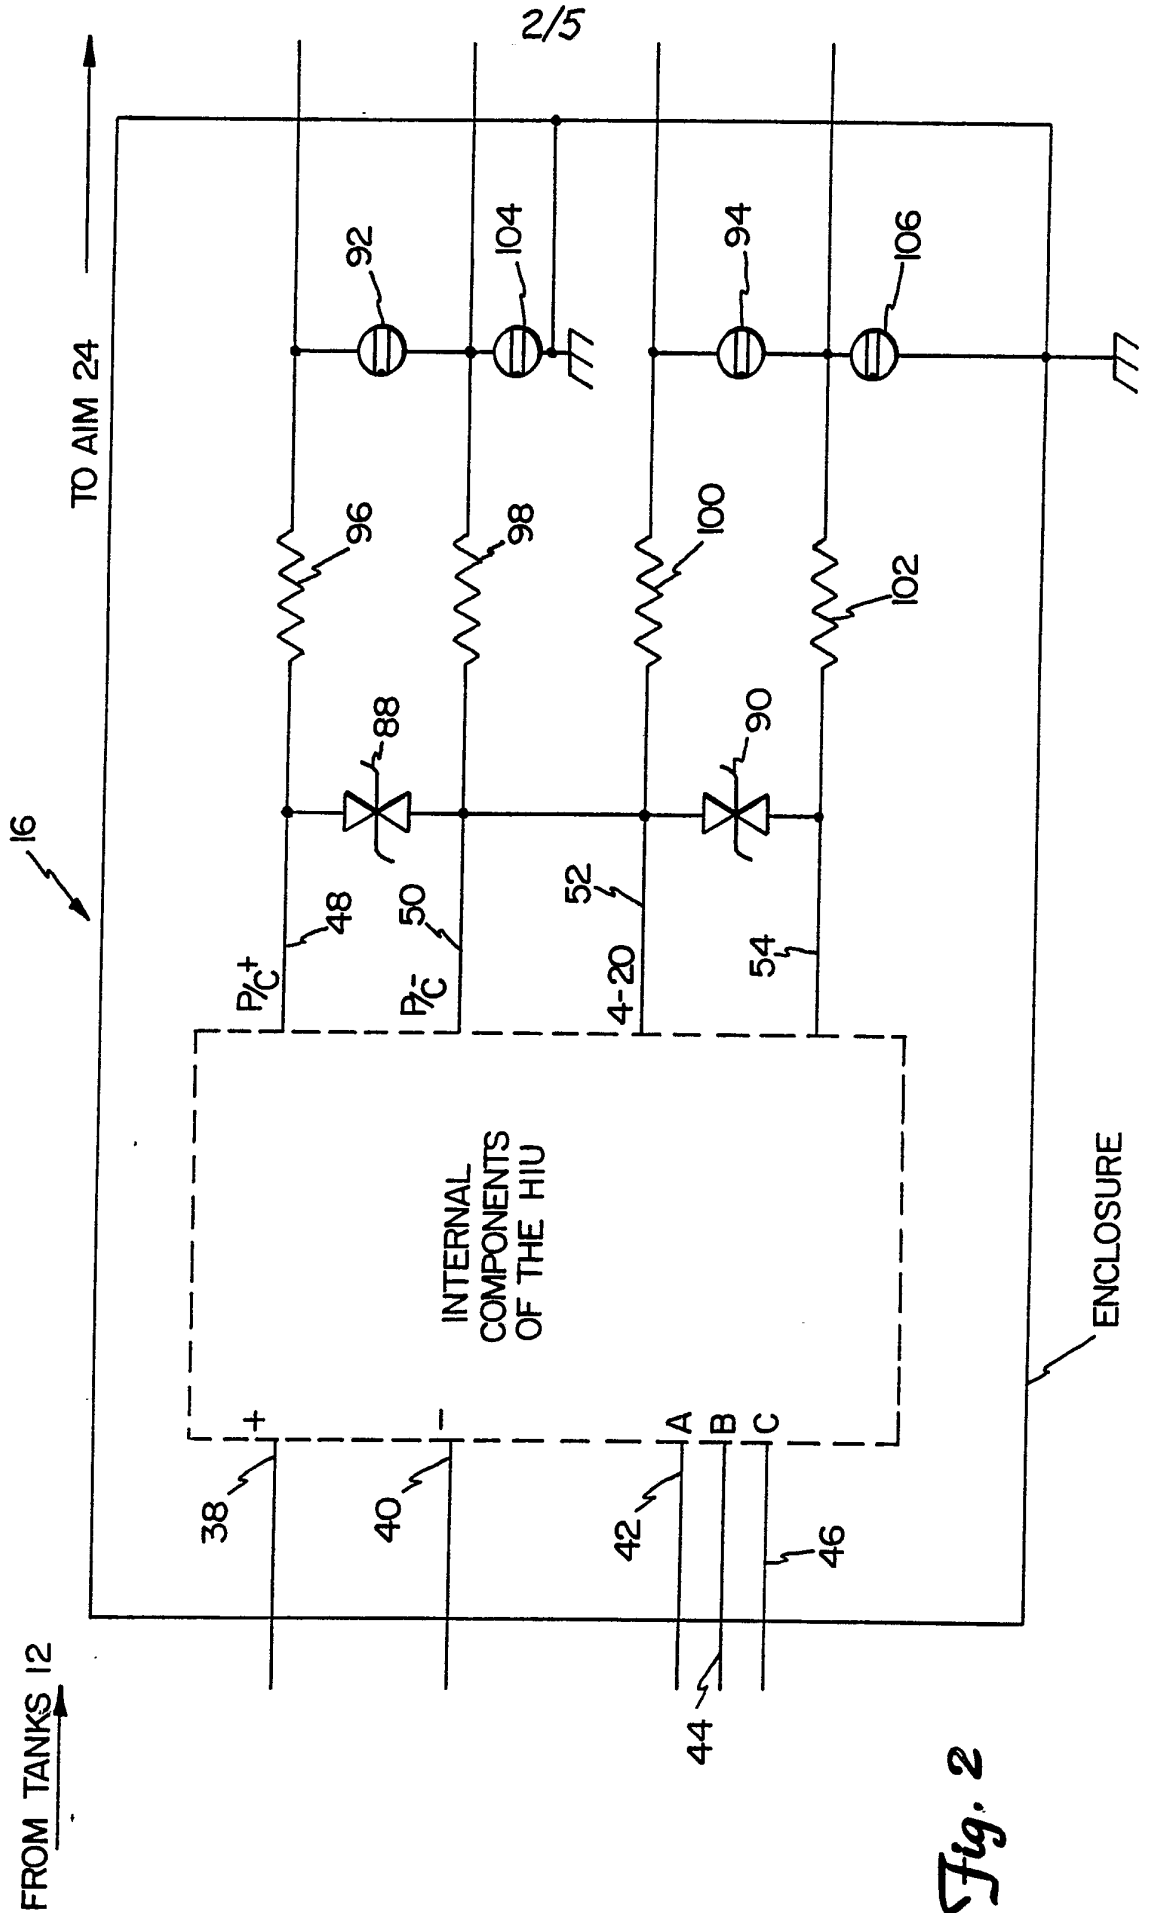 2/5
FROM TANKS 12
TO AIM 24
16
38
40
42
44
46
+
-
A
B
C
INTERNAL
COMPONENTS
OF THE HIU
P/C+
48
P/C-
50
4-20
52
54
88
90
96
98
100
102
92
104
94
106
ENCLOSURE
Fig. 2